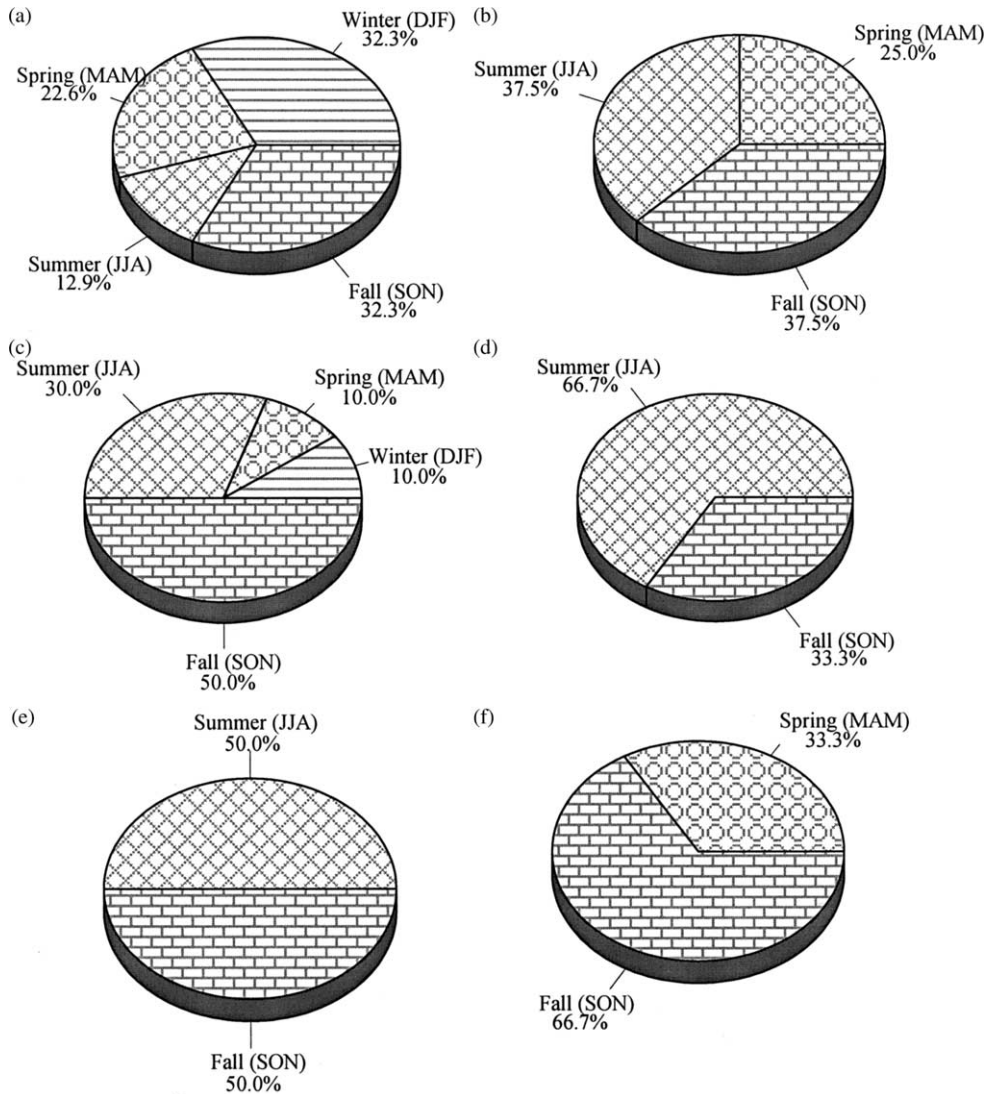 (a)
Winter (DJF)
32.3%
Spring (MAM)
22.6%
Summer (JJA)
12.9%
Fall (SON)
32.3%
(b)
Spring (MAM)
25.0%
Summer (JJA)
37.5%
Fall (SON)
37.5%
(c)
Summer (JJA)
30.0%
Spring (MAM)
10.0%
Winter (DJF)
10.0%
Fall (SON)
50.0%
(d)
Summer (JJA)
66.7%
Fall (SON)
33.3%
(e)
Summer (JJA)
50.0%
Fall (SON)
50.0%
(f)
Spring (MAM)
33.3%
Fall (SON)
66.7%